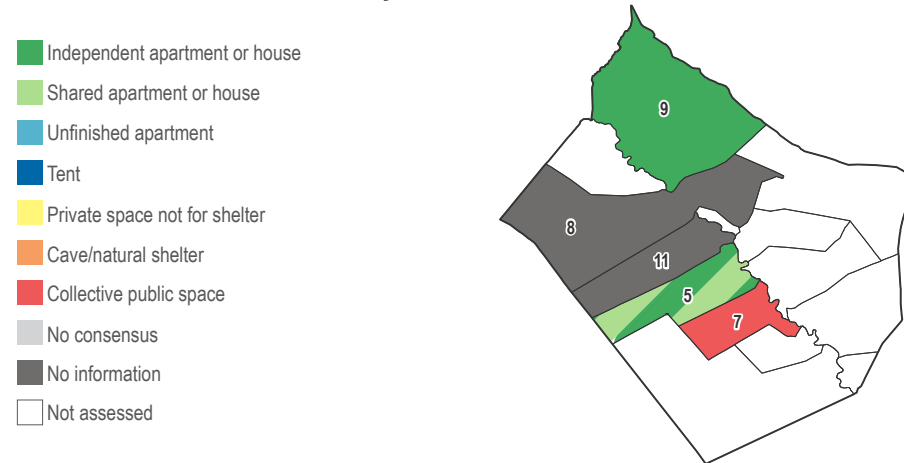 Independent apartment or house
Shared apartment or house
Unfinished apartment
Tent
Private space not for shelter
Cave/natural shelter
Collective public space
No consensus
No information
Not assessed
9
8
11
5
7